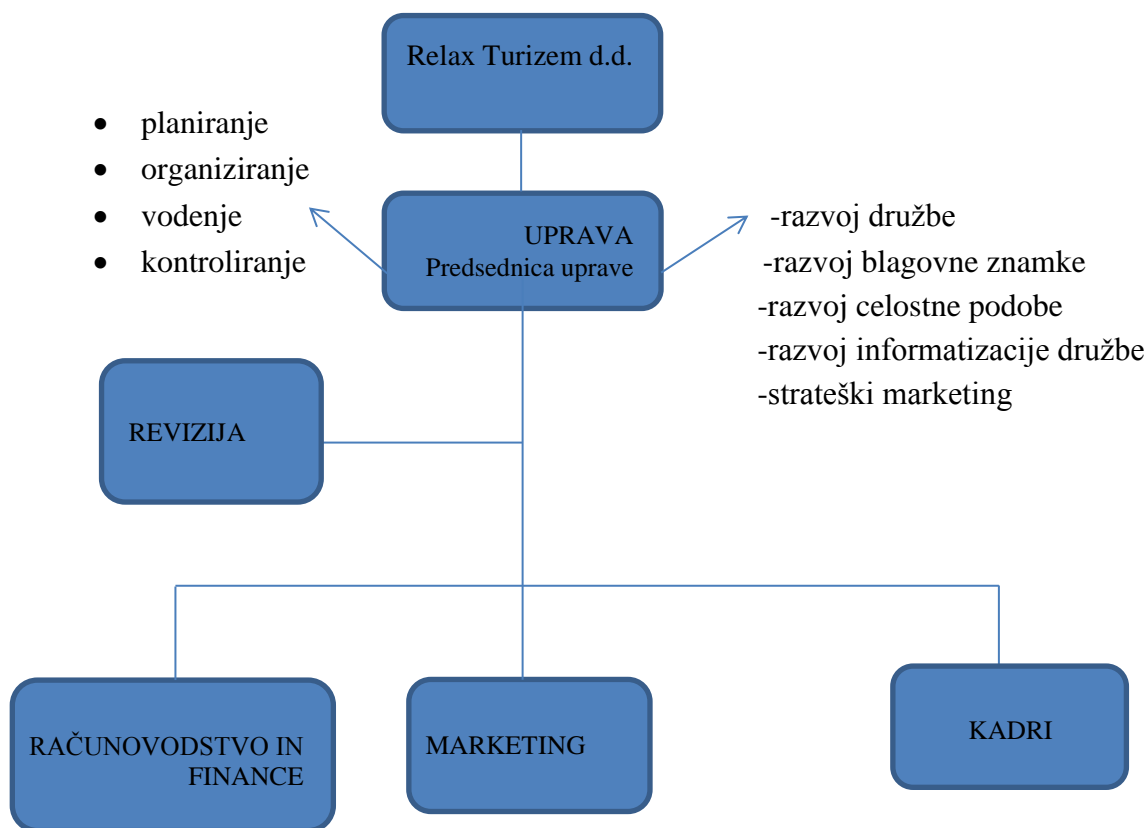 Relax Turizem d.d.
• planiranje
• organiziranje
• vodenje
• kontroliranje
UPRAVA
Predsednica uprave
-razvoj družbe
-razvoj blagovne znamke
-razvoj celostne podobe
-razvoj informatizacije družbe
-strateški marketing
REVIZIJA
RAČUNOVODSTVO IN
FINANCE
MARKETING
KADRI